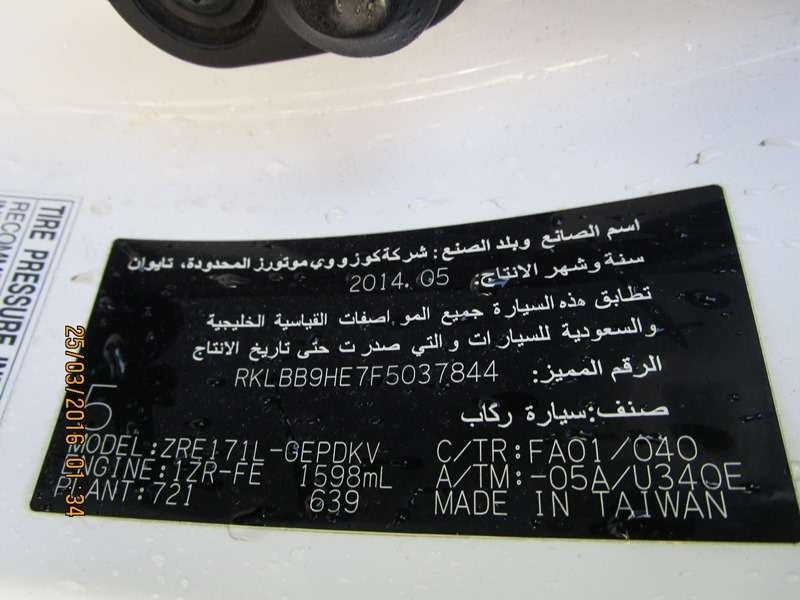 اسم الصانع وبلد الصنع: شركة كوزووي موتورز المحدودة، تايوان
سنة وشهر الانتاج: 2014.05
تطابق هذه السيارة جميع المواصفات القياسية الخليجية
والسعودية للسيارات والتي صدرت حتى تاريخ الانتاج
الرقم المميز: RKLBB9HE7F5037844
صنف: سيارة ركاب
5
MODEL:ZRE171L-GEPDKV C/TR:FA01/040
ENGINE:1ZR-FE 1598mL A/TM:-05A/U340E
PLANT:721 639 MADE IN TAIWAN
TIRE PRESSURE
25/03/2016 01:34